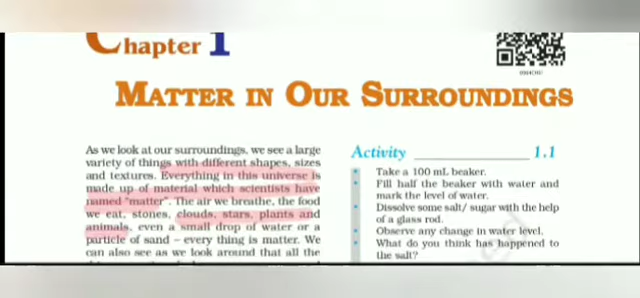 Chapter 1
MATTER IN OUR SURROUNDINGS
As we look at our surroundings, we see a large
variety of things with different shapes, sizes
and textures. Everything in this universe is
made up of material which scientists have
named "matter". The air we breathe, the food
we eat, stones, clouds, stars, plants and
animals, even a small drop of water or a
particle of sand – every thing is matter. We
can also see as we look around that all the
Activity ______________ 1.1
• Take a 100 mL beaker.
• Fill half the beaker with water and
mark the level of water.
• Dissolve some salt/ sugar with the help
of a glass rod.
• Observe any change in water level.
• What do you think has happened to
the salt?